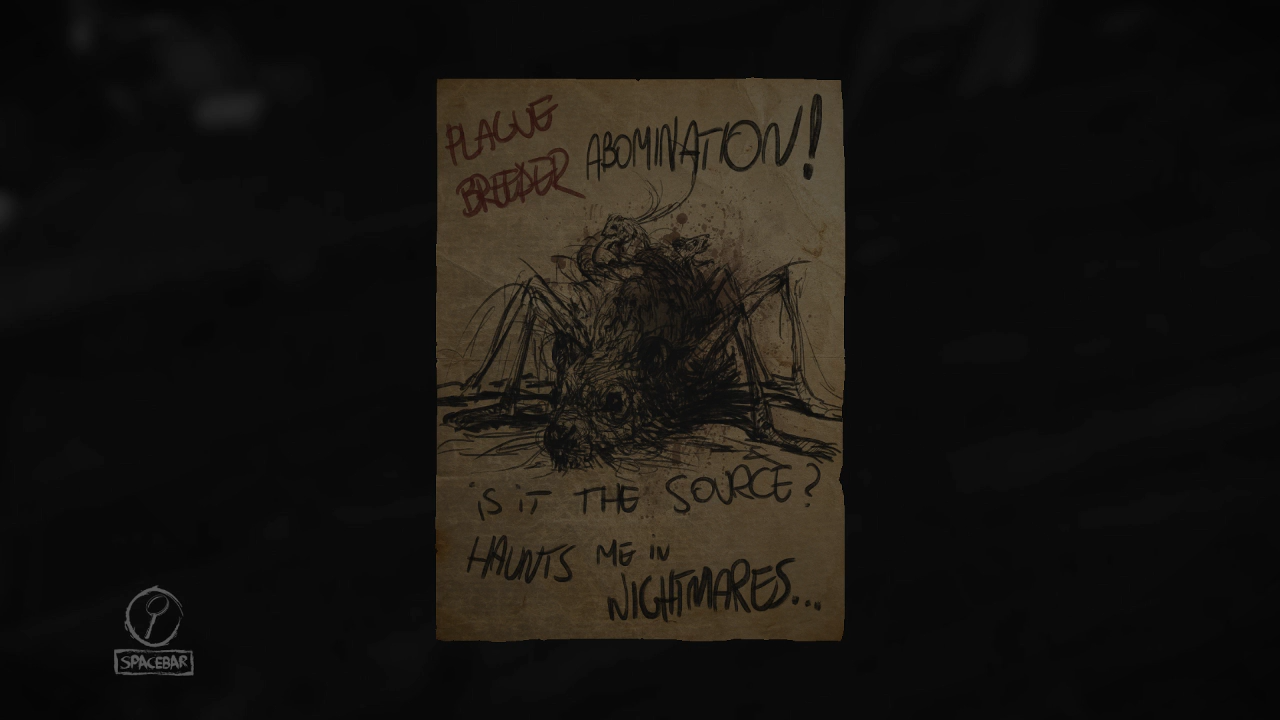 PLAGUE
BREEDER
ABOMINATION!
iS iT THE SOURCE?
HAUNTS ME IN
NIGHTMARES...
SPACEBAR